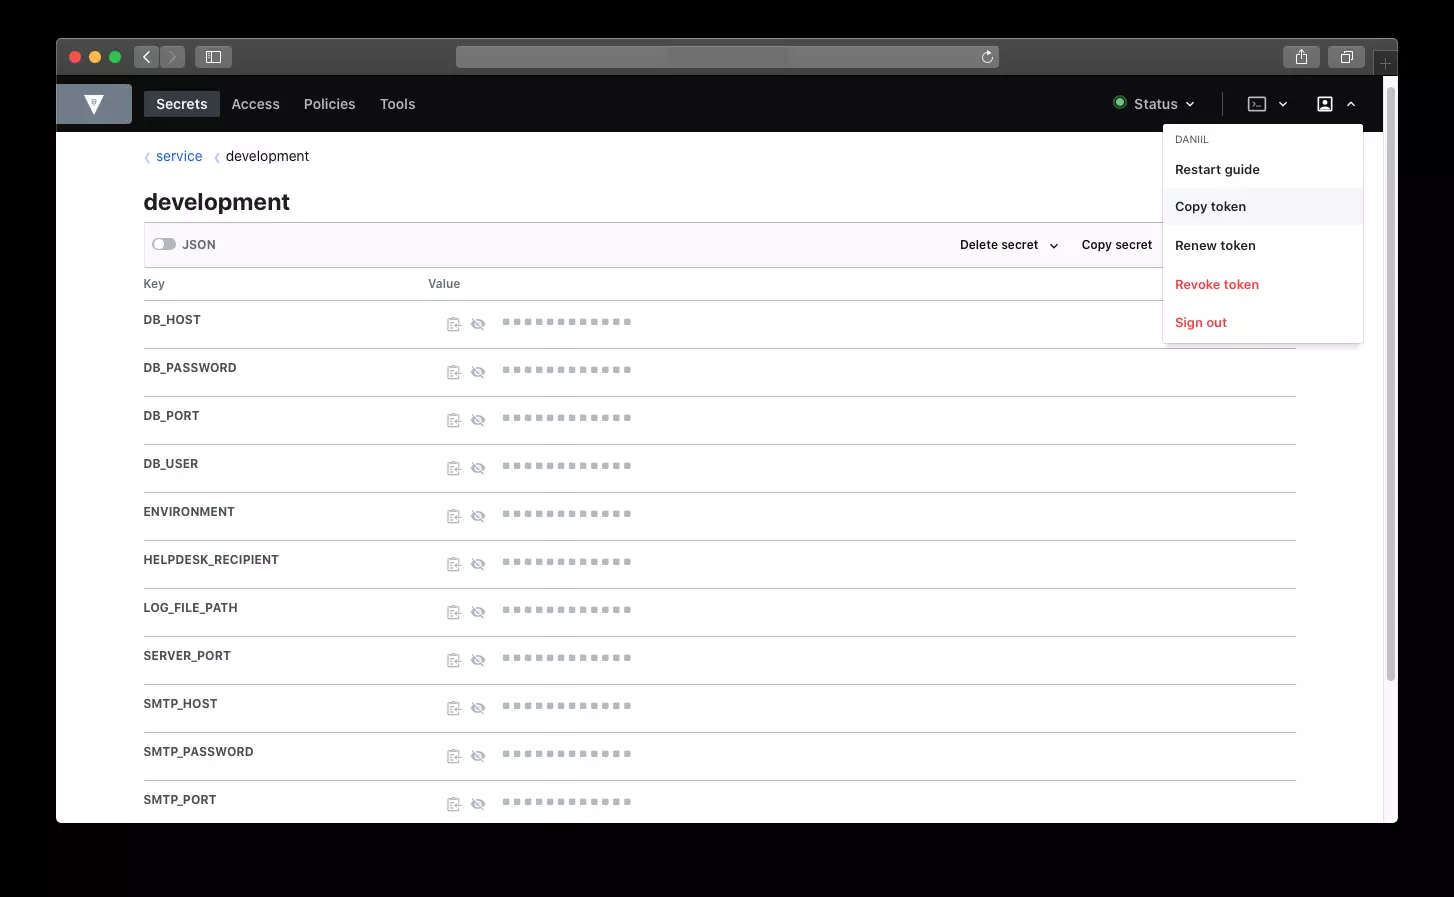 Secrets Access Policies Tools Status
service development
DANIIL
Restart guide
Copy token
Renew token
Revoke token
Sign out
development
JSON Delete secret Copy secret
Key Value
DB_HOST
DB_PASSWORD
DB_PORT
DB_USER
ENVIRONMENT
HELPDESK_RECIPIENT
LOG_FILE_PATH
SERVER_PORT
SMTP_HOST
SMTP_PASSWORD
SMTP_PORT